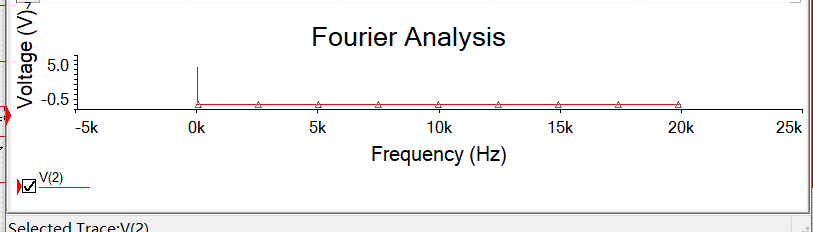 Fourier Analysis
Voltage (V)
5.0
-0.5
-5k 0k 5k 10k 15k 20k 25k
Frequency (Hz)
V(2)
Selected Trace:V(2)